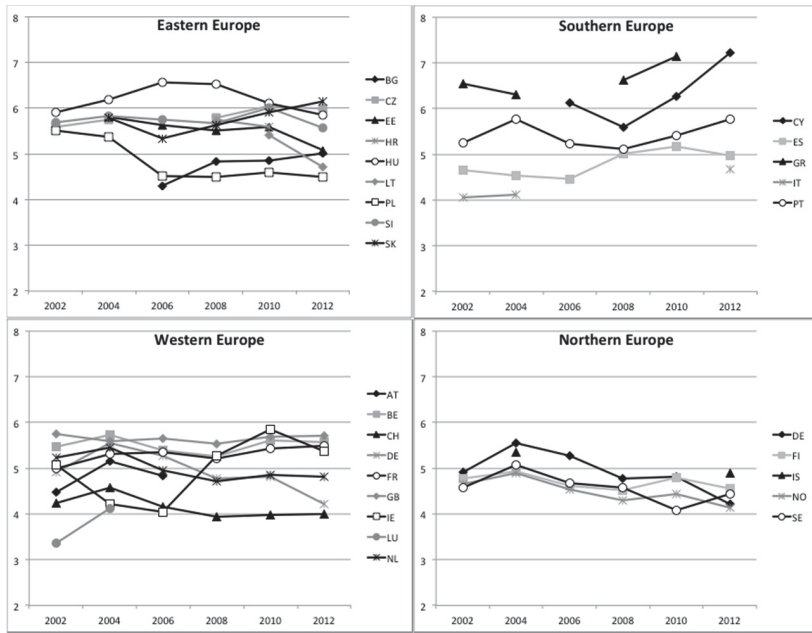 Eastern Europe
8
7
6
5
4
3
2
2002 2004 2006 2008 2010 2012
BG
CZ
EE
HR
HU
LT
PL
SI
SK
Southern Europe
8
7
6
5
4
3
2
2002 2004 2006 2008 2010 2012
CY
ES
GR
IT
PT
Western Europe
8
7
6
5
4
3
2
2002 2004 2006 2008 2010 2012
AT
BE
CH
DE
FR
GB
IE
LU
NL
Northern Europe
8
7
6
5
4
3
2
2002 2004 2006 2008 2010 2012
DE
FI
IS
NO
SE